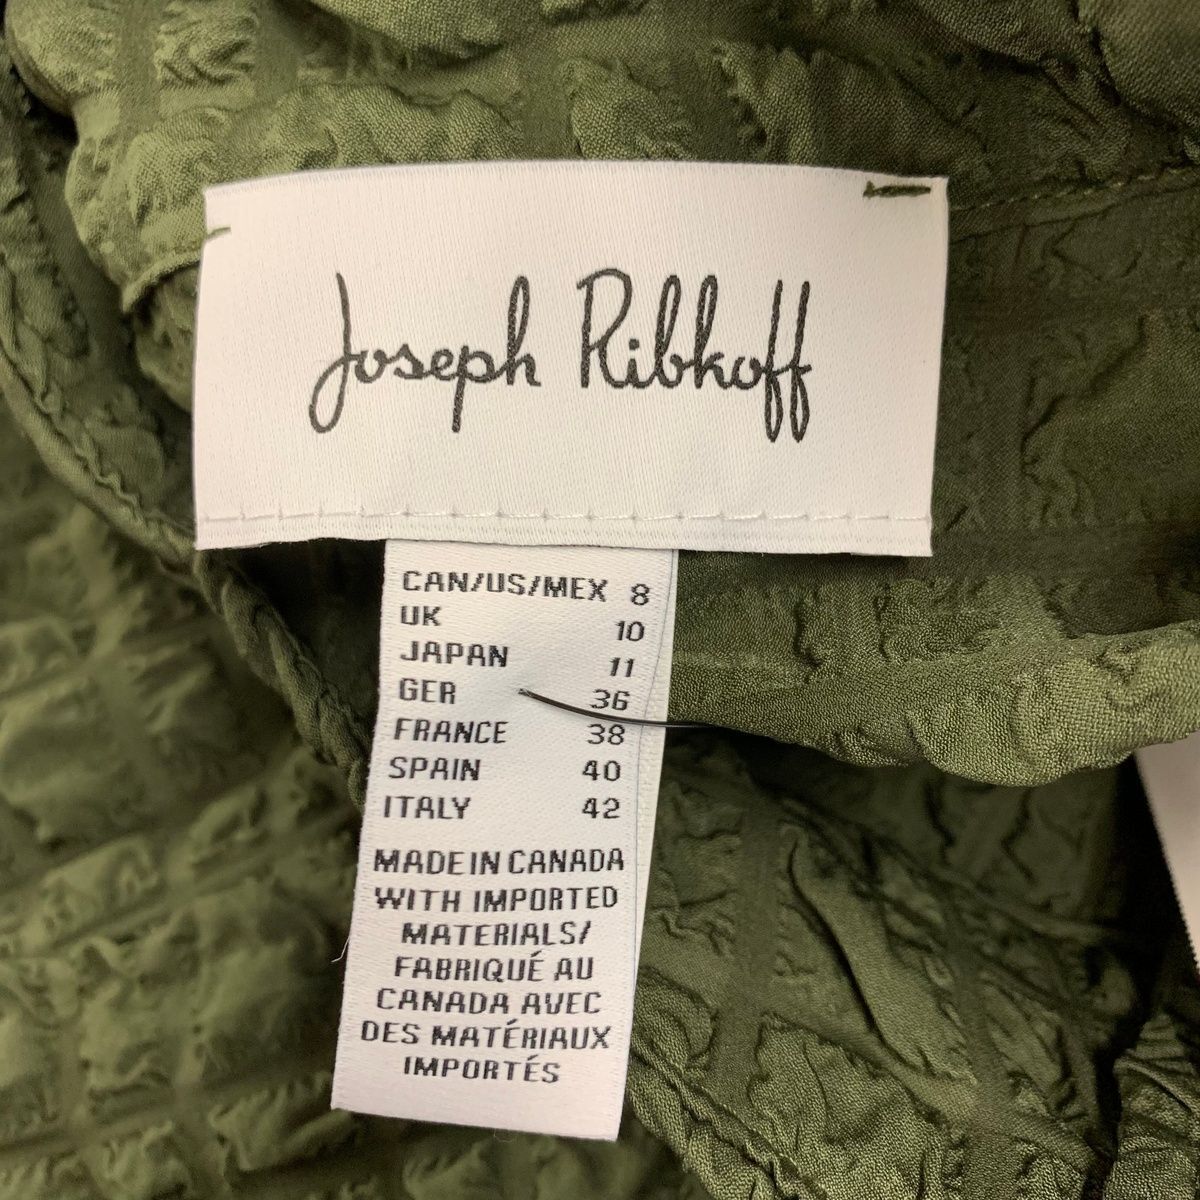 Joseph Ribkoff
CAN/US/MEX 8
UK 10
JAPAN 11
GER 36
FRANCE 38
SPAIN 40
ITALY 42
MADE IN CANADA
WITH IMPORTED
MATERIALS/
FABRIQUÉ AU
CANADA AVEC
DES MATÉRIAUX
IMPORTÉS